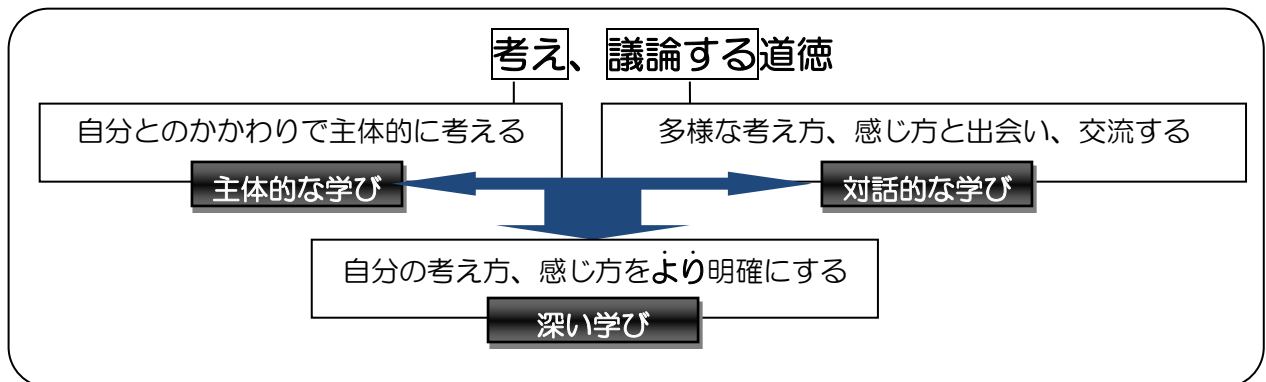 考え、議論する道徳
自分とのかかわりで主体的に考える
主体的な学び
多様な考え方、感じ方と出会い、交流する
対話的な学び
自分の考え方、感じ方をより明確にする
深い学び